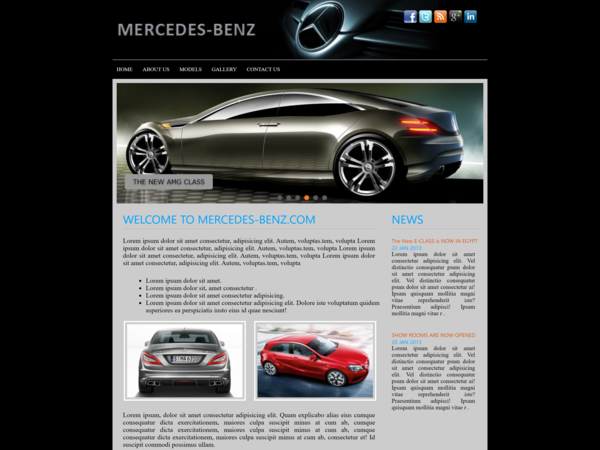 MERCEDES-BENZ
HOME ABOUT US MODELS GALLERY CONTACT US
THE NEW AMG CLASS
WELCOME TO MERCEDES-BENZ.COM
Lorem ipsum dolor sit amet consectetur, adipisicing elit. Autem, voluptas.tem, volupta Lorem
ipsum dolor sit amet consectetur, adipisicing elit. Autem, voluptas.tem, volupta Lorem ipsum
dolor sit amet consectetur, adipisicing elit. Autem, voluptas.tem, volupta Lorem ipsum dolor
sit amet consectetur, adipisicing elit. Autem, voluptas.tem, volupta
Lorem ipsum dolor sit amet.
Lorem ipsum dolor sit, amet consectetur .
Lorem ipsum dolor sit amet consectetur adipisicing.
Lorem ipsum dolor sit amet consectetur adipisicing elit. Dolore iste voluptatum quidem
asperiores ea perspiciatis iusto eius id quae nesciunt!
Lorem ipsum, dolor sit amet consectetur adipisicing elit. Quam explicabo alias eius cumque
consequatur dicta exercitationem, maiores culpa suscipit minus at cum ab, cumque
consequatur dicta exercitationem, maiores culpa suscipit minus at cum ab, cumque
consequatur dicta exercitationem, maiores culpa suscipit minus at cum ab, consectetur et! Id
suscipit commodi possimus ullam.
NEWS
The New E-CLASS is NOW IN EGYPT
22 JAN 2013
Lorem ipsum dolor sit amet
consectetur adipisicing elit. Vel
distinctio consequatur psum dolor
sit amet consectetur adipisicing
elit. Vel distinctio consequatur
psum dolor sit amet consectetur ai!
Ipsam quisquam mollitia magni
vitae reprehenderit iste?
Praesentium adipisci! Ipsam
mollitia magni vitae r .
SHOW ROOMS ARE NOW OPENED
26 JAN 2013
Lorem ipsum dolor sit amet
consectetur adipisicing elit. Vel
distinctio consequatur ipsum dolor
sit amet consectetur adipisicing
elit. Vel distinctio consequatur
ipsum dolor sit amet consectetur ai!
Ipsam quisquam mollitia magni
vitae reprehenderit iste?
Praesentium adipisci! Ipsam
quisquam mollitia magni vitae r .